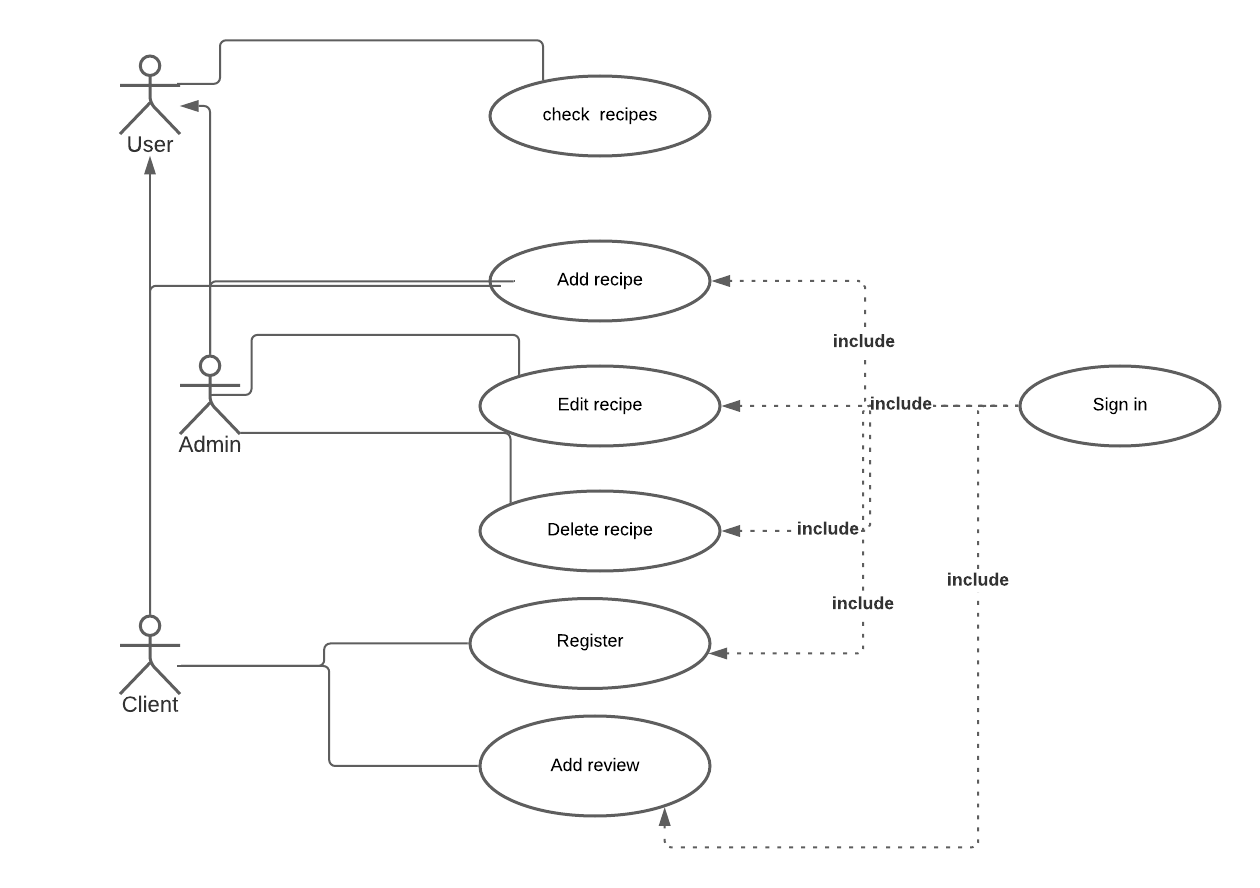 User
check  recipes
Add recipe
include
Admin
Edit recipe
include
Sign in
Delete recipe
include
include
include
Client
Register
Add review